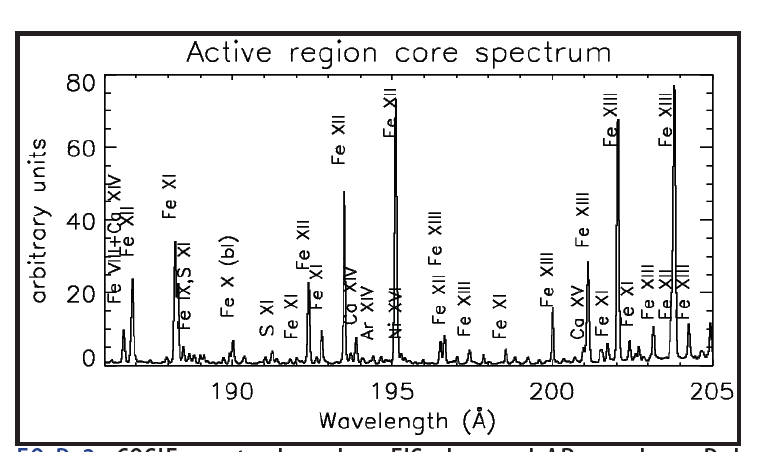 Active region core spectrum
arbitrary units
80
60
40
20
0
Fe VIII+Ca XIV
Fe XII
Fe XI
Fe IX,S XI
Fe X (bl)
S XI
Fe XI
Fe XII
Fe XI
Fe XII
Ca XIV
Ar XIV
Fe XII
Ni XVI
Fe XII
Fe XIII
Fe XIII
Fe XI
Fe XIII
Ca XV
Fe XIII
Fe XI
Fe XIII
Fe XI
Fe XIII
Fe XIII
Fe XII
Fe XIII
190
195
200
205
Wavelength (Å)